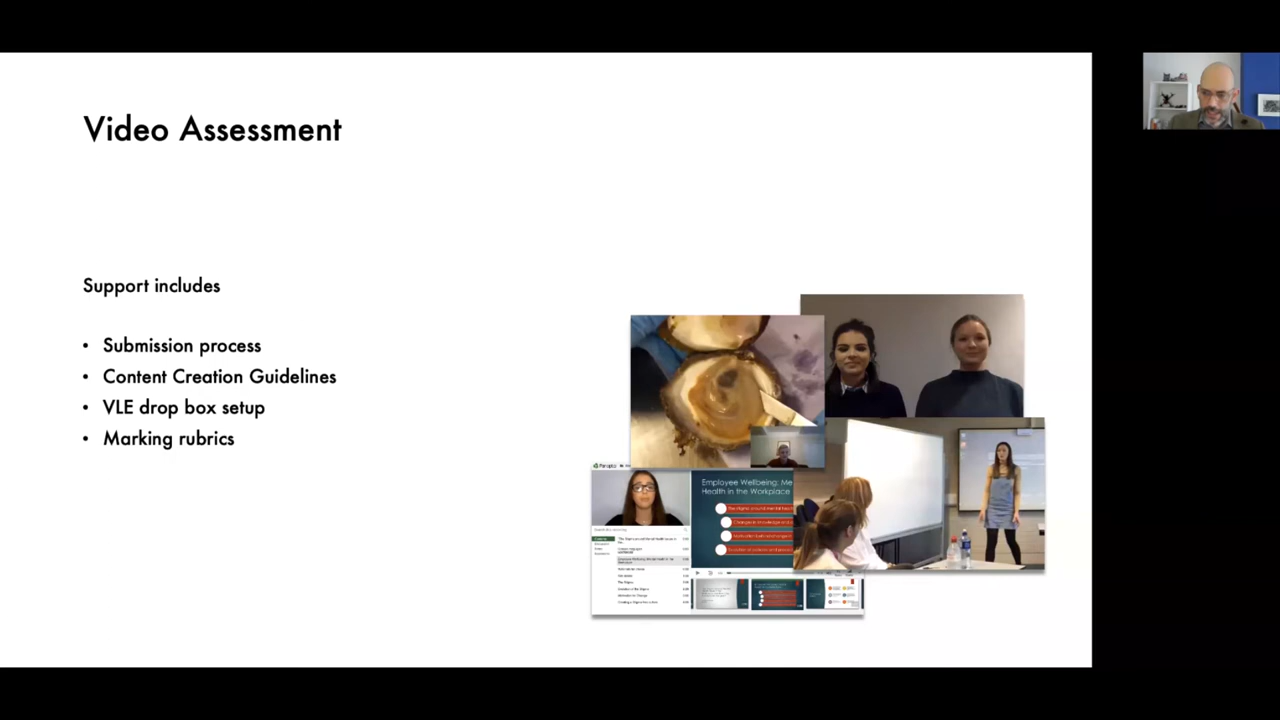 Video Assessment
Support includes
• Submission process
• Content Creation Guidelines
• VLE drop box setup
• Marking rubrics
Panopto
Employee Wellbeing: Me
Health in the Workplace